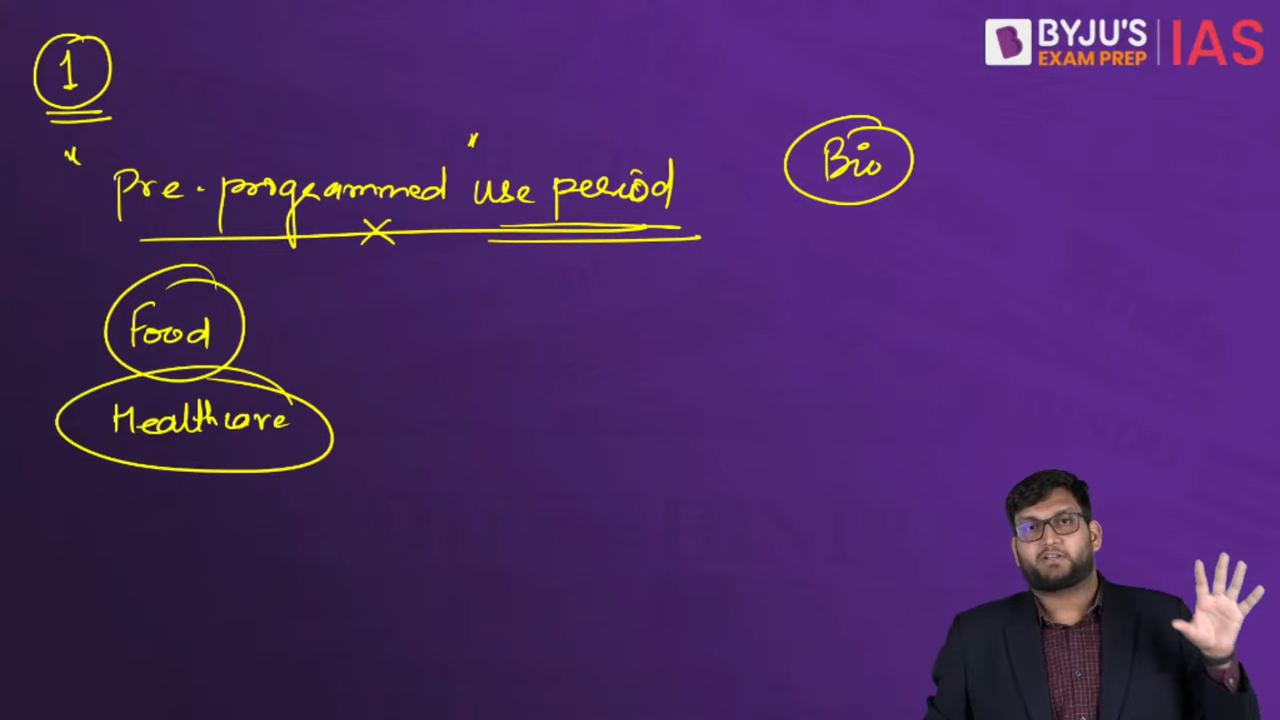 1
BYJU'S
EXAM PREP
IAS
Pre-programmed use period
Bio
Food
Healthcare